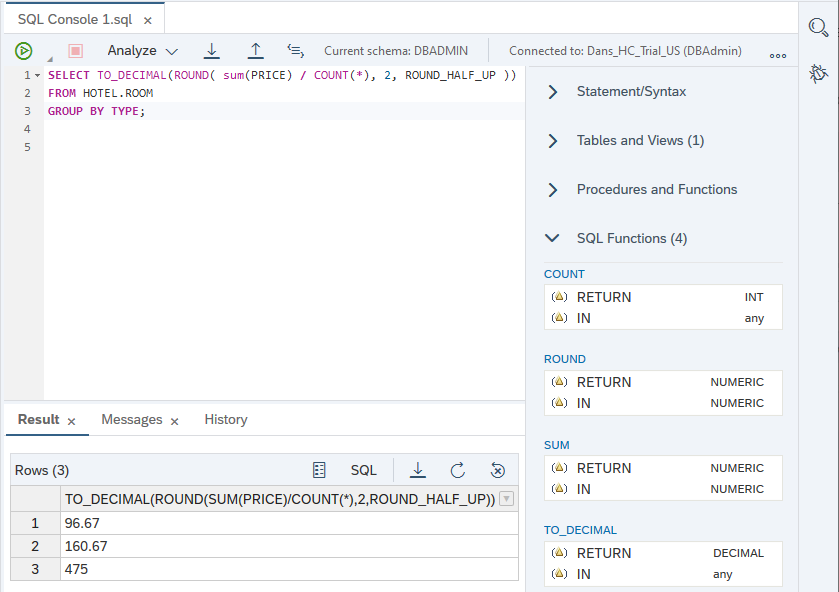 SQL Console 1.sql ×
Analyze
Current schema: DBADMIN
Connected to: Dans_HC_Trial_US (DBAdmin)
1 SELECT TO_DECIMAL(ROUND( sum(PRICE) / COUNT(*), 2, ROUND_HALF_UP ))
2 FROM HOTEL.ROOM
3 GROUP BY TYPE;
4
5
Statement/Syntax
Tables and Views (1)
Procedures and Functions
SQL Functions (4)
COUNT
RETURN INT
IN any
ROUND
RETURN NUMERIC
IN NUMERIC
SUM
RETURN NUMERIC
IN NUMERIC
TO_DECIMAL
RETURN DECIMAL
IN any
Result × Messages × History
Rows (3) SQL
TO_DECIMAL(ROUND(SUM(PRICE)/COUNT(*),2,ROUND_HALF_UP))
1 96.67
2 160.67
3 475